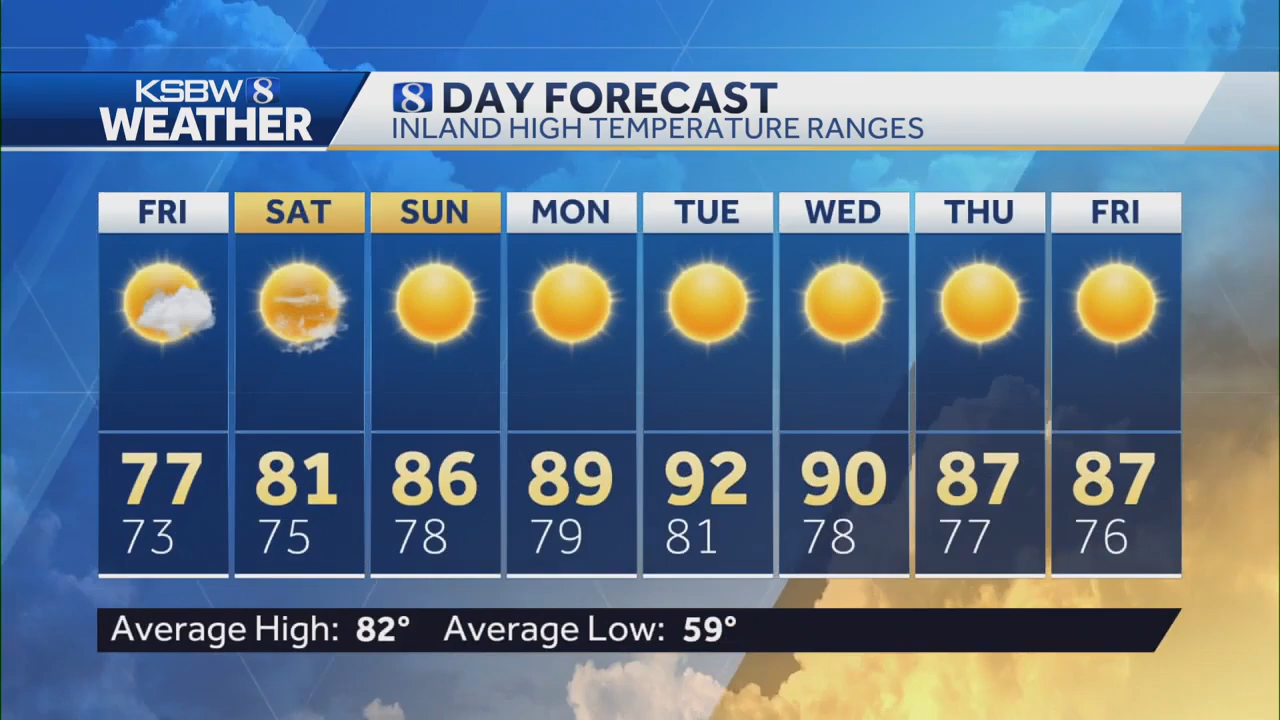 KSBW 8
WEATHER
8 DAY FORECAST
INLAND HIGH TEMPERATURE RANGES
FRI SAT SUN MON TUE WED THU FRI
77 81 86 89 92 90 87 87
73 75 78 79 81 78 77 76
Average High: 82° Average Low: 59°